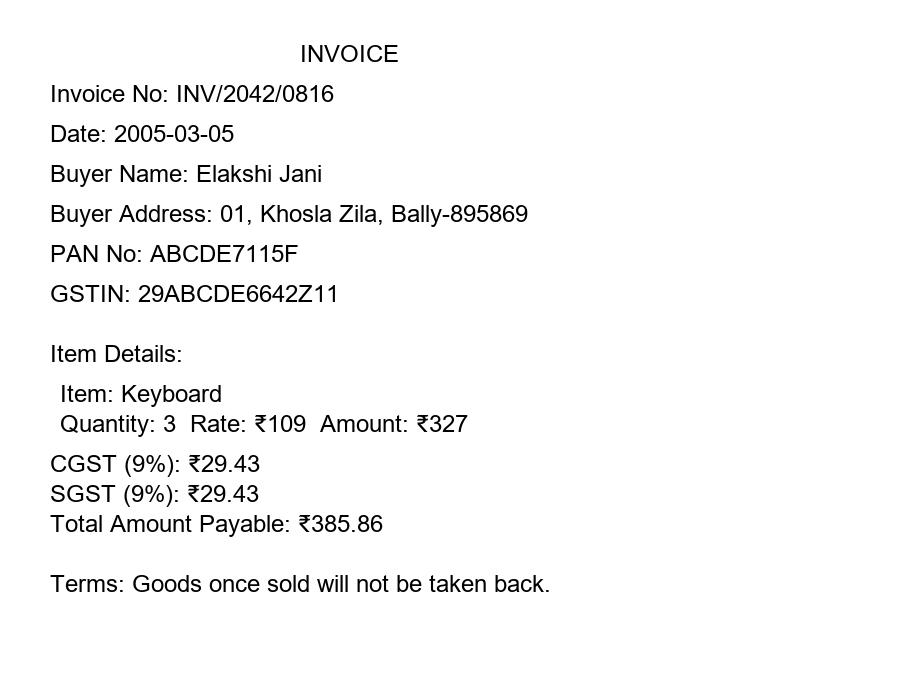 INVOICE
Invoice No: INV/2042/0816
Date: 2005-03-05
Buyer Name: Elakshi Jani
Buyer Address: 01, Khosla Zila, Bally-895869
PAN No: ABCDE7115F
GSTIN: 29ABCDE6642Z11
Item Details:
Item: Keyboard
Quantity: 3  Rate: ₹109  Amount: ₹327
CGST (9%): ₹29.43
SGST (9%): ₹29.43
Total Amount Payable: ₹385.86
Terms: Goods once sold will not be taken back.